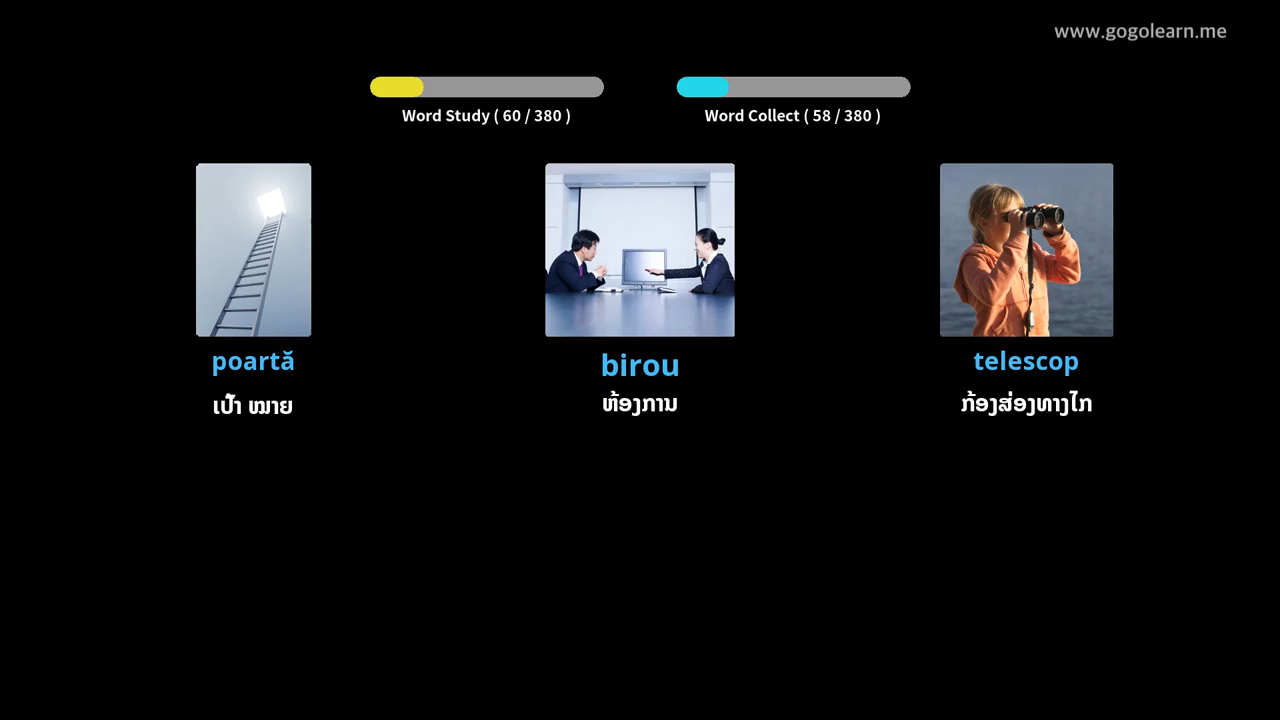 www.gogolearn.me
Word Study ( 60 / 380 )
Word Collect ( 58 / 380 )
poartă
birou
telescop
ເປົ້າ ໝາຍ
ຫ້ອງການ
ກ້ອງສ່ອງທາງໄກ